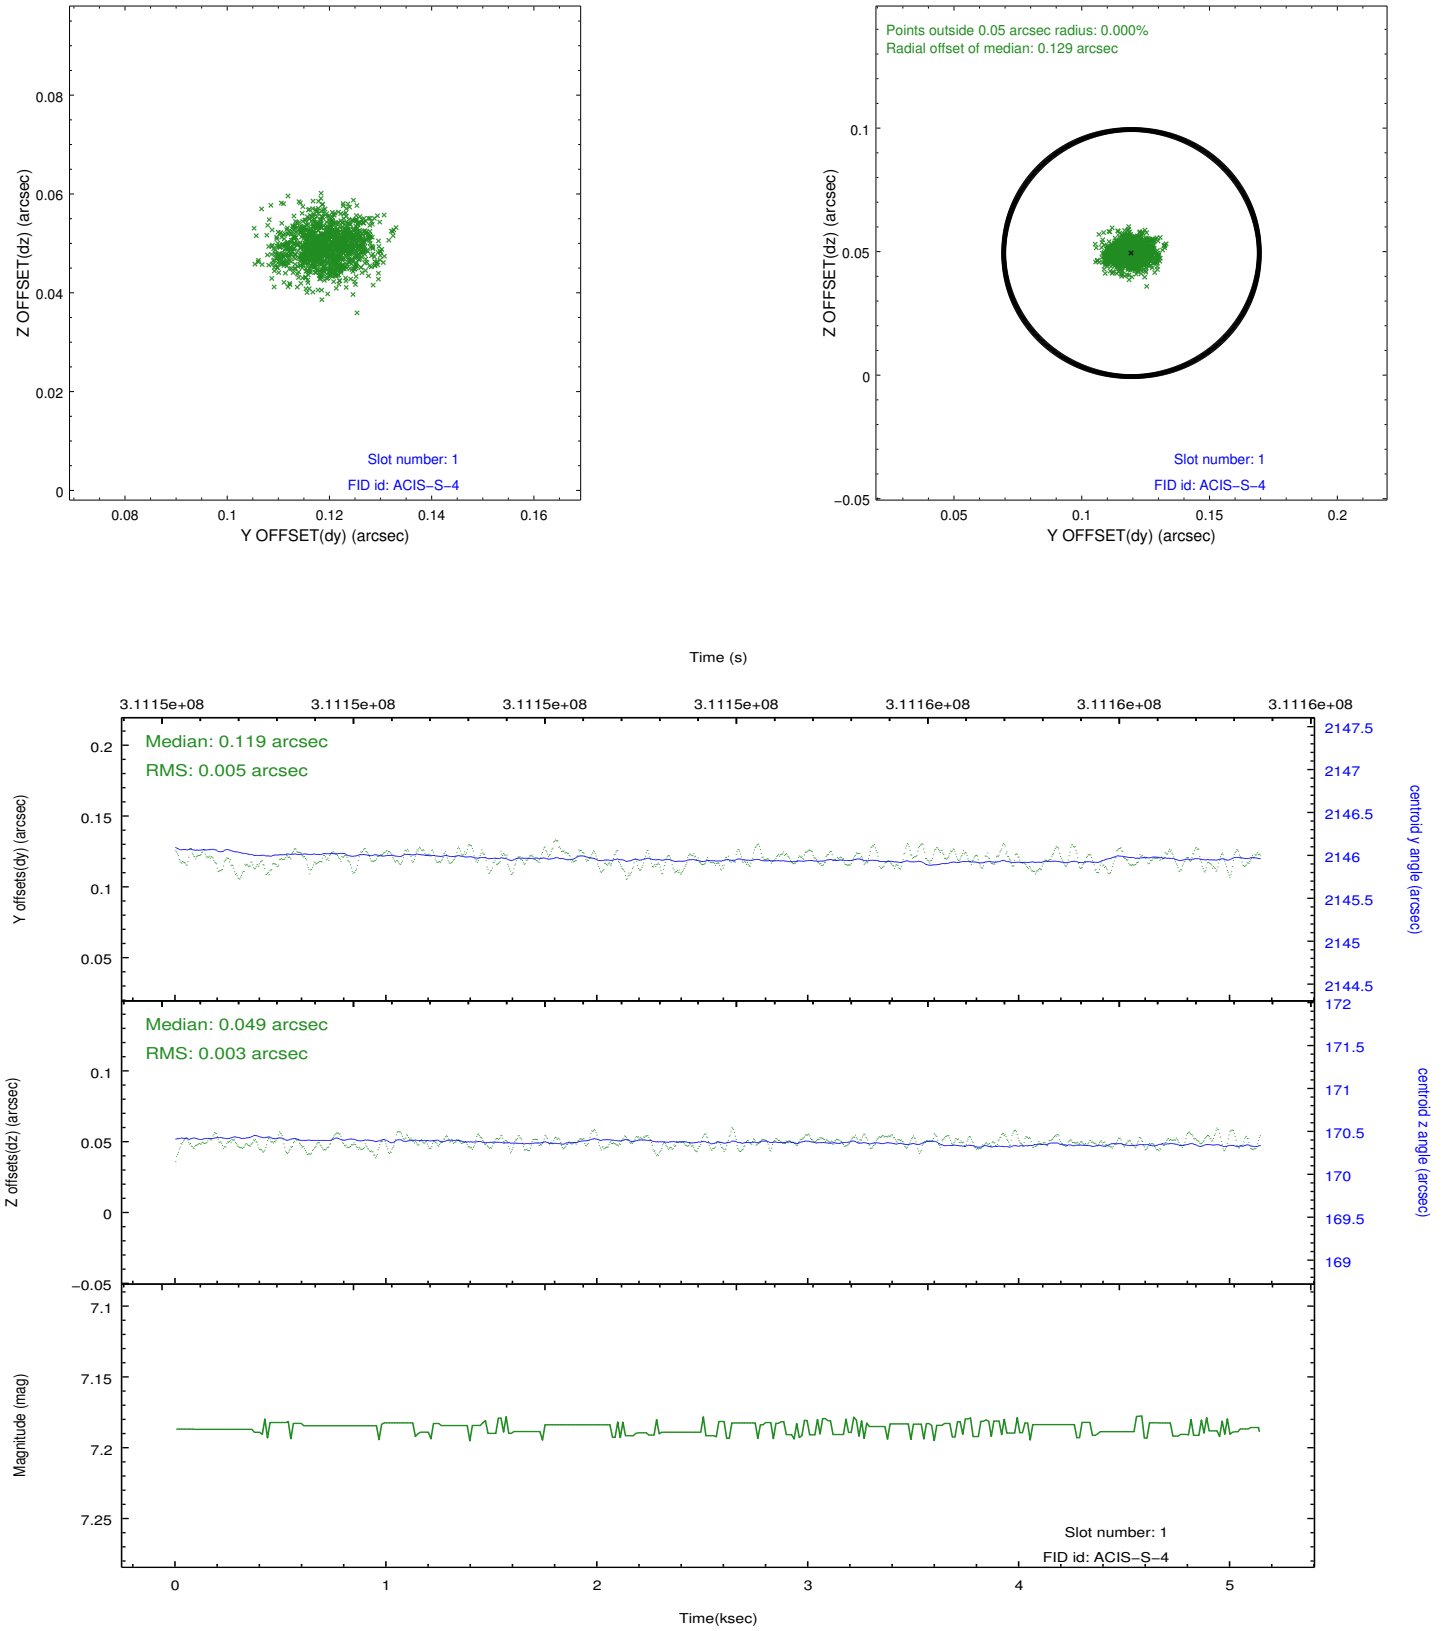 0.08
0.06
0.04
0.02
0
Z OFFSET(dz) (arcsec)
Slot number: 1
FID id: ACIS−S−4
0.08 0.1 0.12 0.14 0.16
Y OFFSET(dy) (arcsec)
Points outside 0.05 arcsec radius: 0.000%
Radial offset of median: 0.129 arcsec
0.1
0.05
0
−0.05
Z OFFSET(dz) (arcsec)
Slot number: 1
FID id: ACIS−S−4
0.05 0.1 0.15 0.2
Y OFFSET(dy) (arcsec)
Time (s)
3.1115e+08 3.1115e+08 3.1115e+08 3.1115e+08 3.1116e+08 3.1116e+08 3.1116e+08
Median: 0.119 arcsec
RMS: 0.005 arcsec
0.2
0.15
0.1
0.05
Y offsets(dy) (arcsec)
2147.5
2147
2146.5
2146
2145.5
2145
2144.5
centroid y angle (arcsec)
Median: 0.049 arcsec
RMS: 0.003 arcsec
0.1
0.05
0
−0.05
Z offsets(dz) (arcsec)
172
171.5
171
170.5
170
169.5
169
centroid z angle (arcsec)
7.1
7.15
7.2
7.25
Magnitude (mag)
Slot number: 1
FID id: ACIS−S−4
0 1 2 3 4 5
Time(ksec)